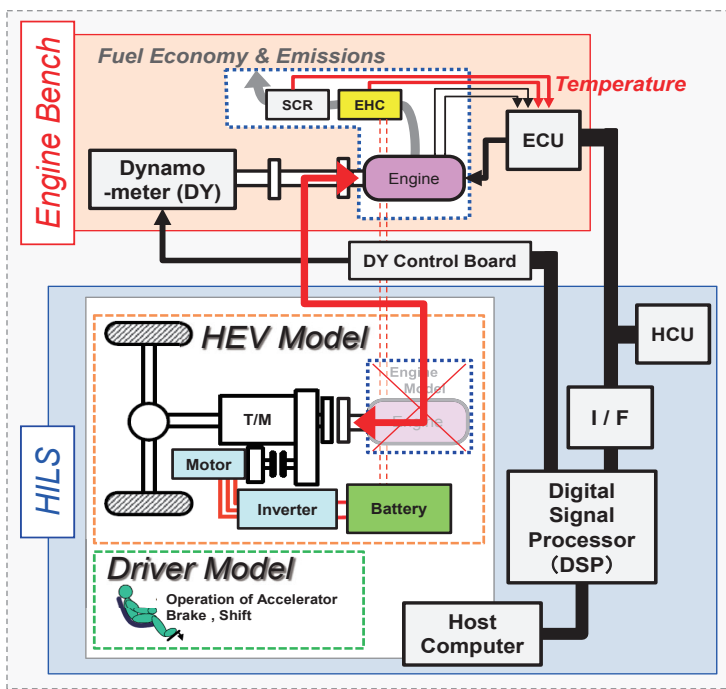 Engine Bench
Fuel Economy & Emissions
SCR
EHC
Temperature
ECU
Dynamo
-meter (DY)
Engine
DY Control Board
HILS
HEV Model
HCU
Engine
Model
Engine
T/M
I / F
Motor
Inverter
Battery
Digital
Signal
Processor
（DSP）
Driver Model
Operation of Accelerator
Brake , Shift
Host
Computer